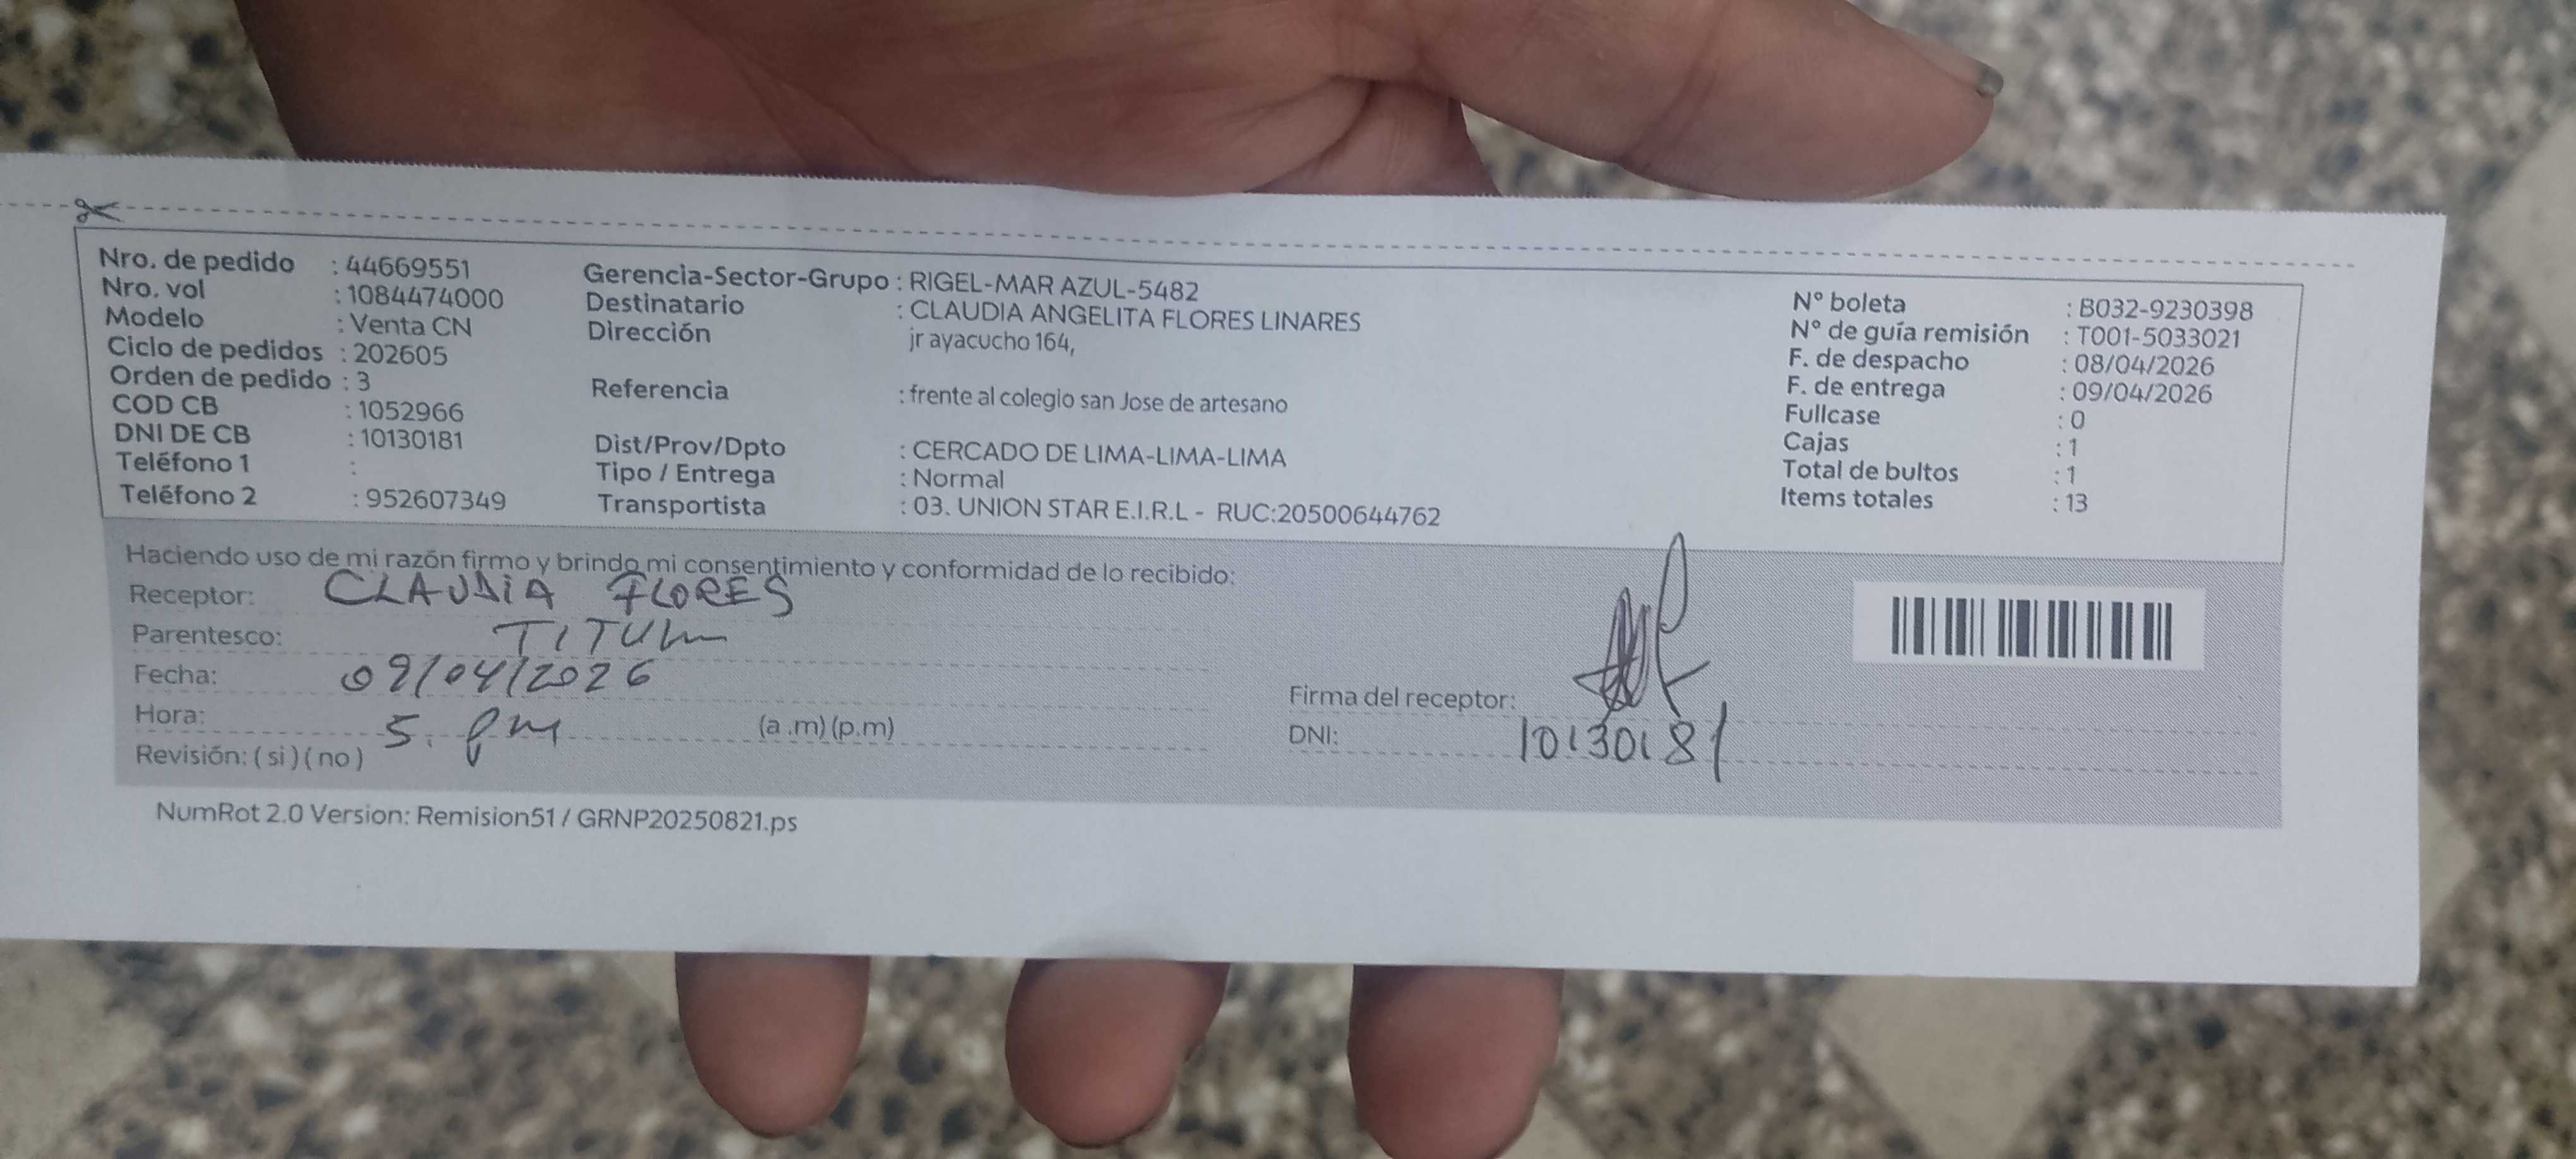 Nro. de pedido : 44669551
Nro. vol : 1084474000
Modelo : Venta CN
Ciclo de pedidos : 202605
Orden de pedido : 3
COD CB : 1052966
DNI DE CB : 10130181
Teléfono 1 :
Teléfono 2 : 952607349
Gerencia-Sector-Grupo : RIGEL-MAR AZUL-5482
Destinatario : CLAUDIA ANGELITA FLORES LINARES
Dirección jr ayacucho 164,
Referencia : frente al colegio san Jose de artesano
Dist/Prov/Dpto : CERCADO DE LIMA-LIMA-LIMA
Tipo / Entrega : Normal
Transportista : 03. UNION STAR E.I.R.L - RUC:20500644762
N° boleta : B032-9230398
N° de guía remisión : T001-5033021
F. de despacho : 08/04/2026
F. de entrega : 09/04/2026
Fullcase : 0
Cajas : 1
Total de bultos : 1
Items totales : 13
Haciendo uso de mi razón firmo y brindo mi consentimiento y conformidad de lo recibido:
Receptor: CLAUDIA FLORES
Parentesco:
Fecha: 09/04/2026
Hora: 5. pm (a .m) (p.m)
Revisión: ( si ) ( no )
Firma del receptor:
DNI: 10130181
NumRot 2.0 Version: Remision51 / GRNP20250821.ps